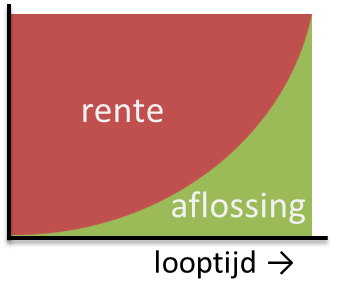 rente
aflossing
looptijd →